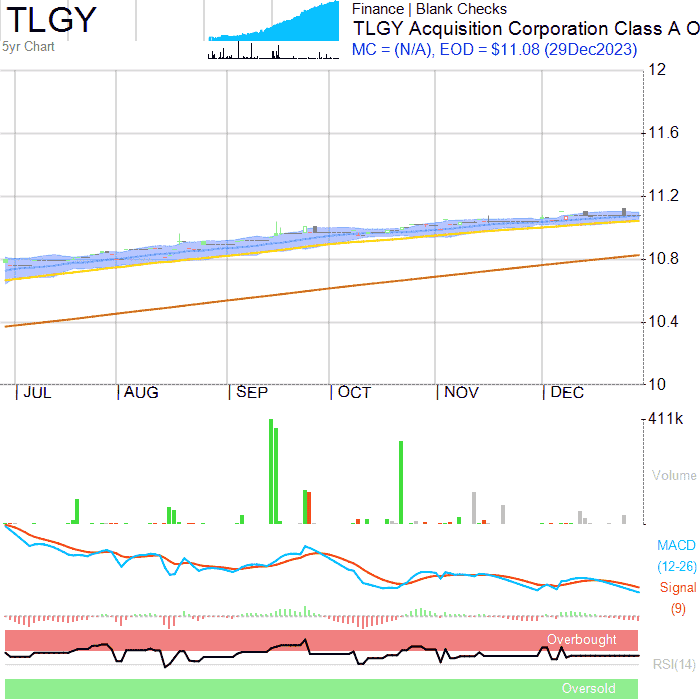 TLGY
5yr Chart
Finance | Blank Checks
TLGY Acquisition Corporation Class A O
MC = (N/A), EOD = $11.08 (29Dec2023)
12
11.6
11.2
10.8
10.4
10
JUL AUG SEP OCT NOV DEC
411k
Volume
MACD
(12-26)
Signal
(9)
Overbought
RSI(14)
Oversold